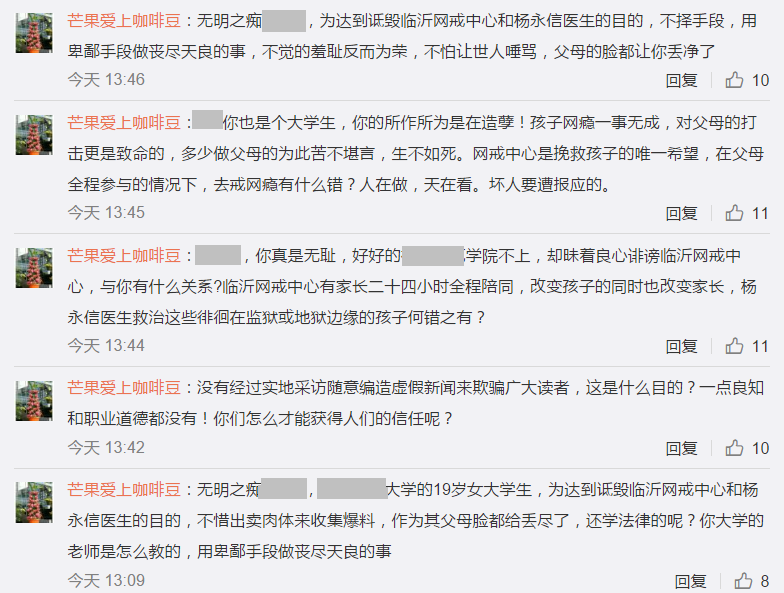 芒果爱上咖啡豆：无明之痴，为达到诋毁临沂网戒中心和杨永信医生的目的，不择手段，用
卑鄙手段做丧尽天良的事，不觉的羞耻反而为荣，不怕让世人唾骂，父母的脸都让你丢净了
今天 13:46 回复 10
芒果爱上咖啡豆：你也是个大学生，你的所作所为是在造孽！孩子网瘾一事无成，对父母的打
击更是致命的，多少做父母的为此苦不堪言，生不如死。网戒中心是挽救孩子的唯一希望，在父母
全程参与的情况下，去戒网瘾有什么错？人在做，天在看。坏人要遭报应的。
今天 13:45 回复 11
芒果爱上咖啡豆：，你真是无耻，好好的学院不上，却昧着良心诽谤临沂网戒中
心，与你有什么关系?临沂网戒中心有家长二十四小时全程陪同，改变孩子的同时也改变家长，杨
永信医生救治这些徘徊在监狱或地狱边缘的孩子何错之有？
今天 13:44 回复 11
芒果爱上咖啡豆：没有经过实地采访随意编造虚假新闻来欺骗广大读者，这是什么目的？一点良知
和职业道德都没有！你们怎么才能获得人们的信任呢？
今天 13:42 回复 10
芒果爱上咖啡豆：无明之痴，大学的19岁女大学生，为达到诋毁临沂网戒中心和杨
永信医生的目的，不惜出卖肉体来收集爆料，作为其父母脸都给丢尽了，还学法律的呢？你大学的
老师是怎么教的，用卑鄙手段做丧尽天良的事
今天 13:09 回复 8